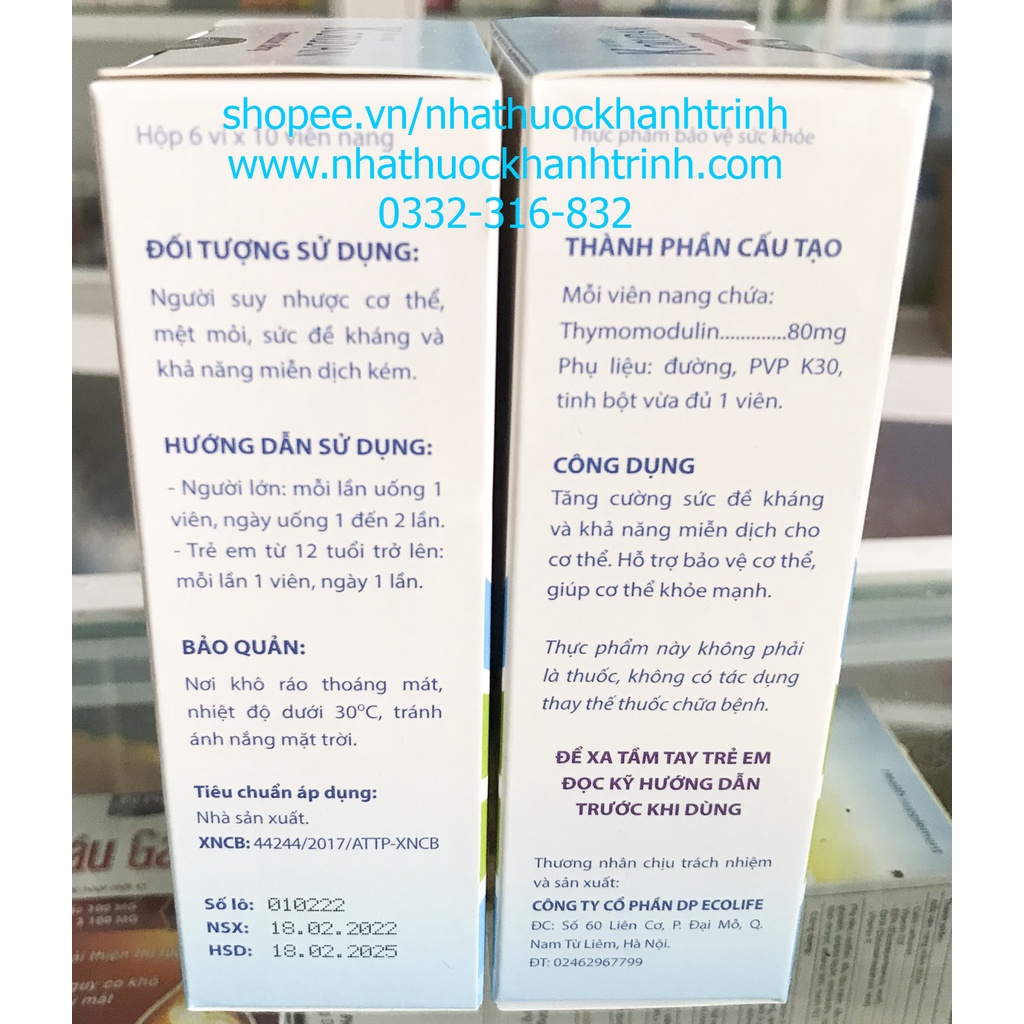 shopee.vn/nhathuockhanhtrinh
www.nhathuockhanhtrinh.com
0332-316-832
Hộp 6 vỉ x 10 viên nang
ĐỐI TƯỢNG SỬ DỤNG:
Người suy nhược cơ thể,
mệt mỏi, sức đề kháng và
khả năng miễn dịch kém.
HƯỚNG DẪN SỬ DỤNG:
- Người lớn: mỗi lần uống 1
viên, ngày uống 1 đến 2 lần.
- Trẻ em từ 12 tuổi trở lên:
mỗi lần 1 viên, ngày 1 lần.
BẢO QUẢN:
Nơi khô ráo thoáng mát,
nhiệt độ dưới 30°C, tránh
ánh nắng mặt trời.
Tiêu chuẩn áp dụng:
Nhà sản xuất.
XNCB: 44244/2017/ATTP-XNCB
Số lô: 010222
NSX: 18.02.2022
HSD: 18.02.2025
Thực phẩm bảo vệ sức khỏe
THÀNH PHẦN CẤU TẠO
Mỗi viên nang chứa:
Thymomodulin.............80mg
Phụ liệu: đường, PVP K30,
tinh bột vừa đủ 1 viên.
CÔNG DỤNG
Tăng cường sức đề kháng
và khả năng miễn dịch cho
cơ thể. Hỗ trợ bảo vệ cơ thể,
giúp cơ thể khỏe mạnh.
Thực phẩm này không phải
là thuốc, không có tác dụng
thay thế thuốc chữa bệnh.
ĐỂ XA TẦM TAY TRẺ EM
ĐỌC KỸ HƯỚNG DẪN
TRƯỚC KHI DÙNG
Thương nhân chịu trách nhiệm
và sản xuất:
CÔNG TY CỔ PHẦN DP ECOLIFE
ĐC: Số 60 Liên Cơ, P. Đại Mỗ, Q.
Nam Từ Liêm, Hà Nội.
ĐT: 02462967799
Health supplement